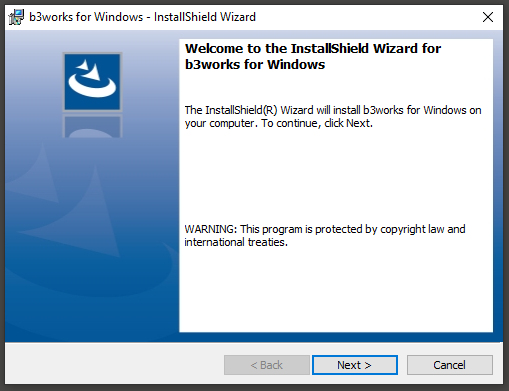 b3works for Windows - InstallShield Wizard
Welcome to the InstallShield Wizard for
b3works for Windows
The InstallShield(R) Wizard will install b3works for Windows on
your computer. To continue, click Next.
WARNING: This program is protected by copyright law and
international treaties.
< Back
Next >
Cancel